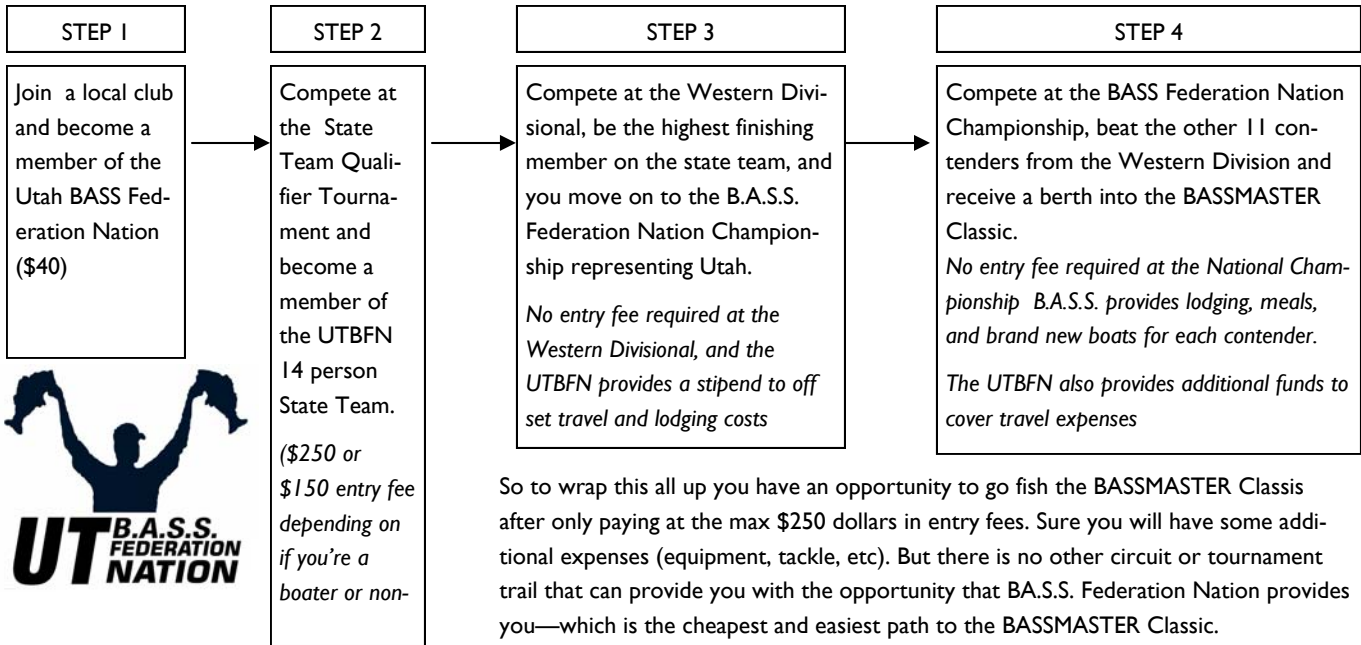 STEP 1
Join a local club
and become a
member of the
Utah BASS Fed-
eration Nation
($40)
UT B.A.S.S.
FEDERATION
NATION
STEP 2
Compete at
the State
Team Quali-
fier Tourna-
ment and
become a
member of
the UTBFN
14 person
State Team.
($250 or
$150 entry fee
depending on
if you're a
boater or non-
STEP 3
Compete at the Western Divi-
sional, be the highest finishing
member on the state team, and
you move on to the B.A.S.S.
Federation Nation Champion-
ship representing Utah.
No entry fee required at the
Western Divisional, and the
UTBFN provides a stipend to off
set travel and lodging costs
STEP 4
Compete at the BASS Federation Nation
Championship, beat the other 11 con-
tenders from the Western Division and
receive a berth into the BASSMASTER
Classic.
No entry fee required at the National Cham-
pionship B.A.S.S. provides lodging, meals,
and brand new boats for each contender.
The UTBFN also provides additional funds to
cover travel expenses
So to wrap this all up you have an opportunity to go fish the BASSMASTER Classis
after only paying at the max $250 dollars in entry fees. Sure you will have some addi-
tional expenses (equipment, tackle, etc). But there is no other circuit or tournament
trail that can provide you with the opportunity that BA.S.S. Federation Nation provides
you—which is the cheapest and easiest path to the BASSMASTER Classic.